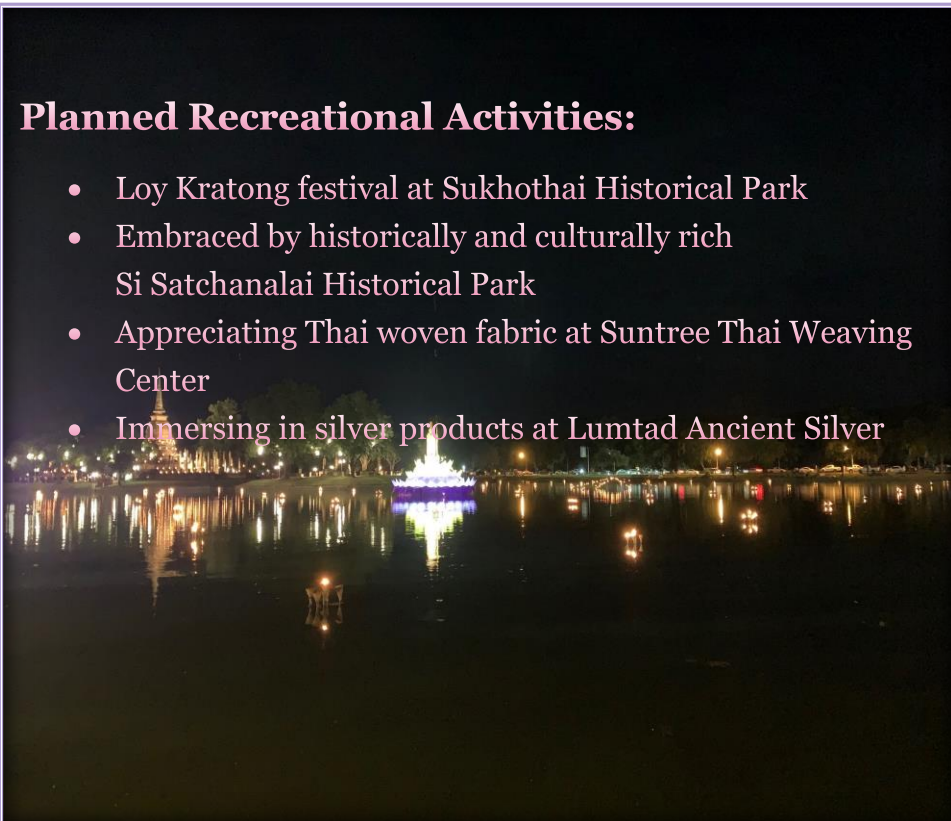 Planned Recreational Activities:
• Loy Kratong festival at Sukhothai Historical Park
• Embraced by historically and culturally rich
Si Satchanalai Historical Park
• Appreciating Thai woven fabric at Suntree Thai Weaving
Center
• Immersing in silver products at Lumtad Ancient Silver